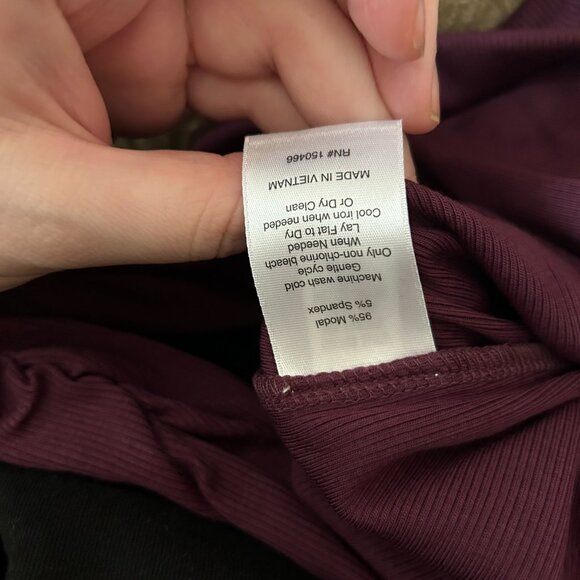 95% Modal
5% Spandex
Machine wash cold
Gentle cycle
Only non-chlorine bleach
When Needed
Lay Flat to Dry
Cool iron when needed
Or Dry Clean
MADE IN VIETNAM
RN# 150466